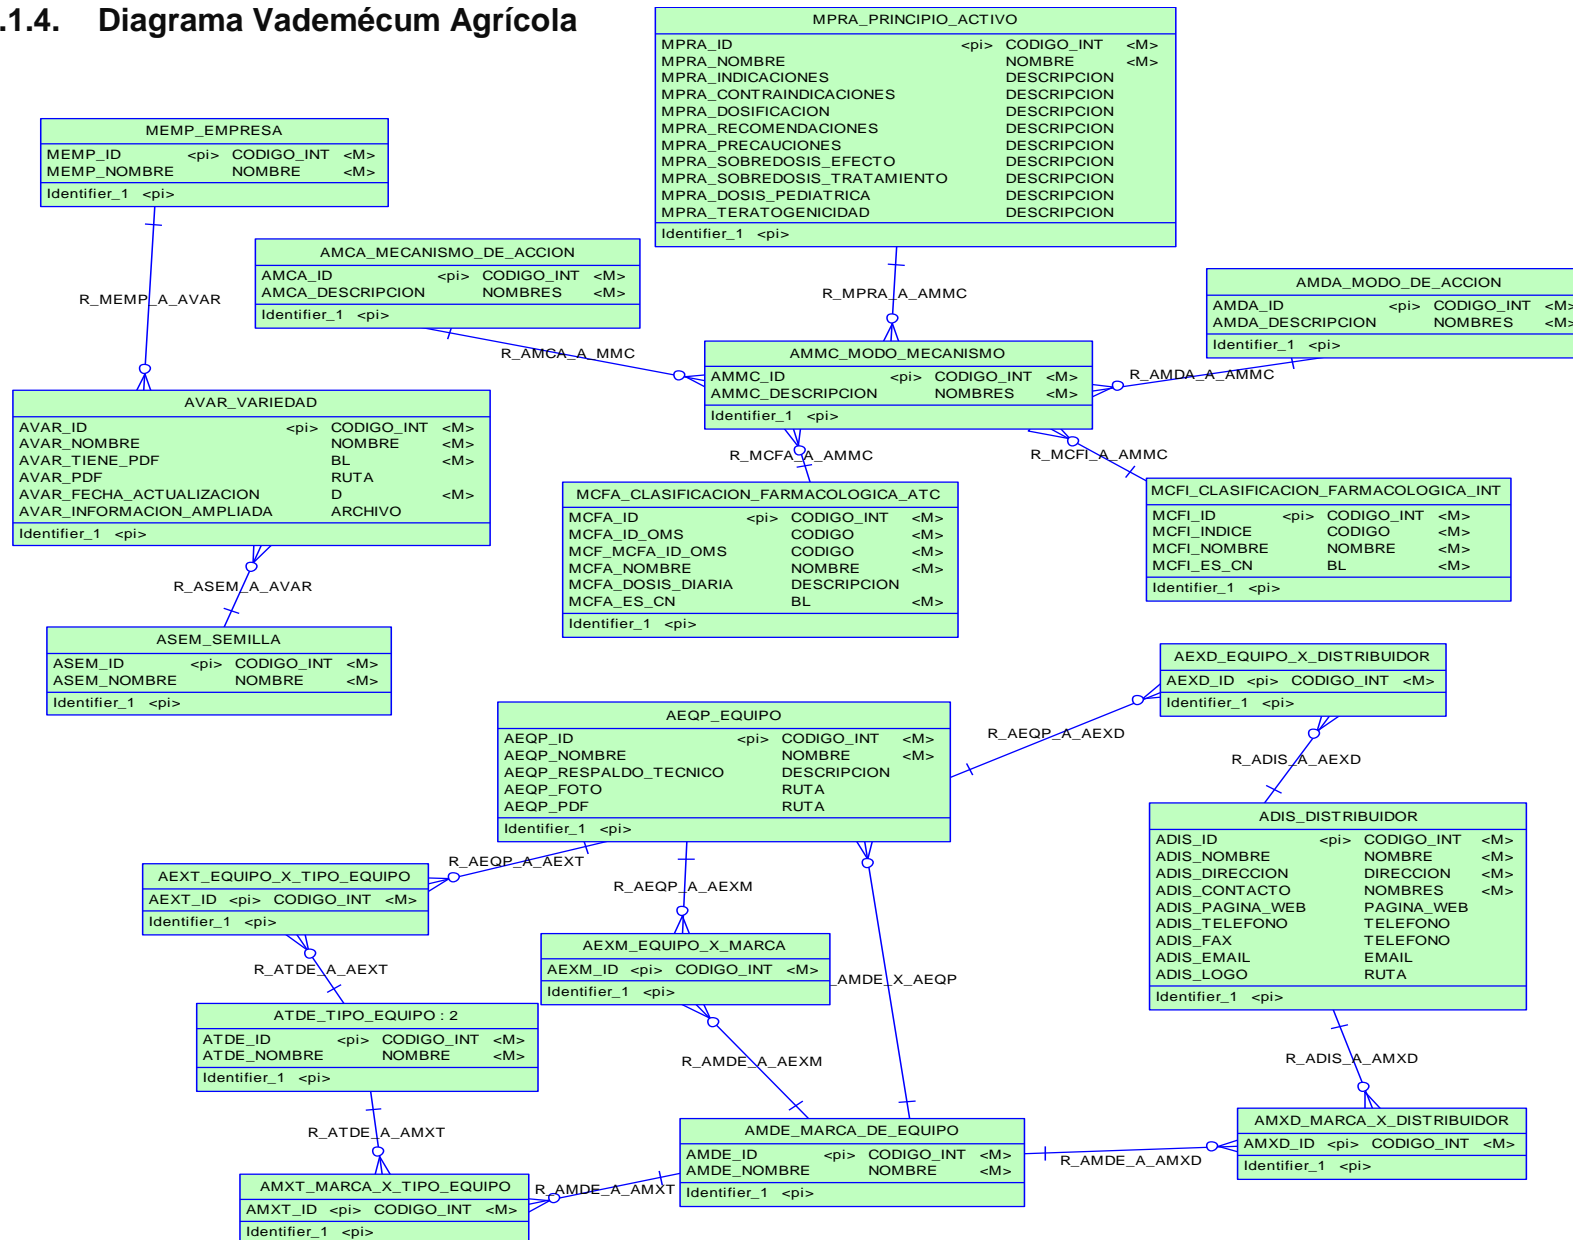 .1.4. Diagrama Vademécum Agrícola
MPRA_PRINCIPIO_ACTIVO
MPRA_ID <pi> CODIGO_INT <M>
MPRA_NOMBRE NOMBRE <M>
MPRA_INDICACIONES DESCRIPCION
MPRA_CONTRAINDICACIONES DESCRIPCION
MPRA_DOSIFICACION DESCRIPCION
MPRA_RECOMENDACIONES DESCRIPCION
MPRA_PRECAUCIONES DESCRIPCION
MPRA_SOBREDOSIS_EFECTO DESCRIPCION
MPRA_SOBREDOSIS_TRATAMIENTO DESCRIPCION
MPRA_DOSIS_PEDIATRICA DESCRIPCION
MPRA_TERATOGENICIDAD DESCRIPCION
Identifier_1 <pi>
MEMP_EMPRESA
MEMP_ID <pi> CODIGO_INT <M>
MEMP_NOMBRE NOMBRE <M>
Identifier_1 <pi>
R_MEMP_A_AVAR
AMCA_MECANISMO_DE_ACCION
AMCA_ID <pi> CODIGO_INT <M>
AMCA_DESCRIPCION NOMBRES <M>
Identifier_1 <pi>
R_MPRA_A_AMMC
AMDA_MODO_DE_ACCION
AMDA_ID <pi> CODIGO_INT <M>
AMDA_DESCRIPCION NOMBRES <M>
Identifier_1 <pi>
R_AMCA_A_MMC
R_AMDA_A_AMMC
AMMC_MODO_MECANISMO
AMMC_ID <pi> CODIGO_INT <M>
AMMC_DESCRIPCION NOMBRES <M>
Identifier_1 <pi>
AVAR_VARIEDAD
AVAR_ID <pi> CODIGO_INT <M>
AVAR_NOMBRE NOMBRE <M>
AVAR_TIENE_PDF BL <M>
AVAR_PDF RUTA
AVAR_FECHA_ACTUALIZACION D <M>
AVAR_INFORMACION_AMPLIADA ARCHIVO
Identifier_1 <pi>
R_MCFA_A_AMMC
R_MCFI_A_AMMC
MCFA_CLASIFICACION_FARMACOLOGICA_ATC
MCFA_ID <pi> CODIGO_INT <M>
MCFA_ID_OMS CODIGO <M>
MCF_MCFA_ID_OMS CODIGO <M>
MCFA_NOMBRE NOMBRE <M>
MCFA_DOSIS_DIARIA DESCRIPCION
MCFA_ES_CN BL <M>
Identifier_1 <pi>
MCFI_CLASIFICACION_FARMACOLOGICA_INT
MCFI_ID <pi> CODIGO_INT <M>
MCFI_INDICE CODIGO <M>
MCFI_NOMBRE NOMBRE <M>
MCFI_ES_CN BL <M>
Identifier_1 <pi>
R_ASEM_A_AVAR
ASEM_SEMILLA
ASEM_ID <pi> CODIGO_INT <M>
ASEM_NOMBRE NOMBRE <M>
Identifier_1 <pi>
AEXD_EQUIPO_X_DISTRIBUIDOR
AEXD_ID <pi> CODIGO_INT <M>
Identifier_1 <pi>
AEQP_EQUIPO
AEQP_ID <pi> CODIGO_INT <M>
AEQP_NOMBRE NOMBRE <M>
AEQP_RESPALDO_TECNICO DESCRIPCION
AEQP_FOTO RUTA
AEQP_PDF RUTA
Identifier_1 <pi>
R_AEQP_A_AEXD
R_ADIS_A_AEXD
ADIS_DISTRIBUIDOR
ADIS_ID <pi> CODIGO_INT <M>
ADIS_NOMBRE NOMBRE <M>
ADIS_DIRECCION DIRECCION <M>
ADIS_CONTACTO NOMBRES <M>
ADIS_PAGINA_WEB PAGINA_WEB
ADIS_TELEFONO TELEFONO
ADIS_FAX TELEFONO
ADIS_EMAIL EMAIL
ADIS_LOGO RUTA
Identifier_1 <pi>
R_AEQP_A_AEXT
AEXT_EQUIPO_X_TIPO_EQUIPO
AEXT_ID <pi> CODIGO_INT <M>
Identifier_1 <pi>
R_AEQP_A_AEXM
AEXM_EQUIPO_X_MARCA
AEXM_ID <pi> CODIGO_INT <M>
Identifier_1 <pi>
_AMDE_X_AEQP
R_ATDE_A_AEXT
ATDE_TIPO_EQUIPO : 2
ATDE_ID <pi> CODIGO_INT <M>
ATDE_NOMBRE NOMBRE <M>
Identifier_1 <pi>
R_AMDE_A_AEXM
R_ADIS_A_AMXD
R_ATDE_A_AMXT
AMDE_MARCA_DE_EQUIPO
AMDE_ID <pi> CODIGO_INT <M>
AMDE_NOMBRE NOMBRE <M>
Identifier_1 <pi>
R_AMDE_A_AMXD
AMXD_MARCA_X_DISTRIBUIDOR
AMXD_ID <pi> CODIGO_INT <M>
Identifier_1 <pi>
R_AMDE_A_AMXT
AMXT_MARCA_X_TIPO_EQUIPO
AMXT_ID <pi> CODIGO_INT <M>
Identifier_1 <pi>